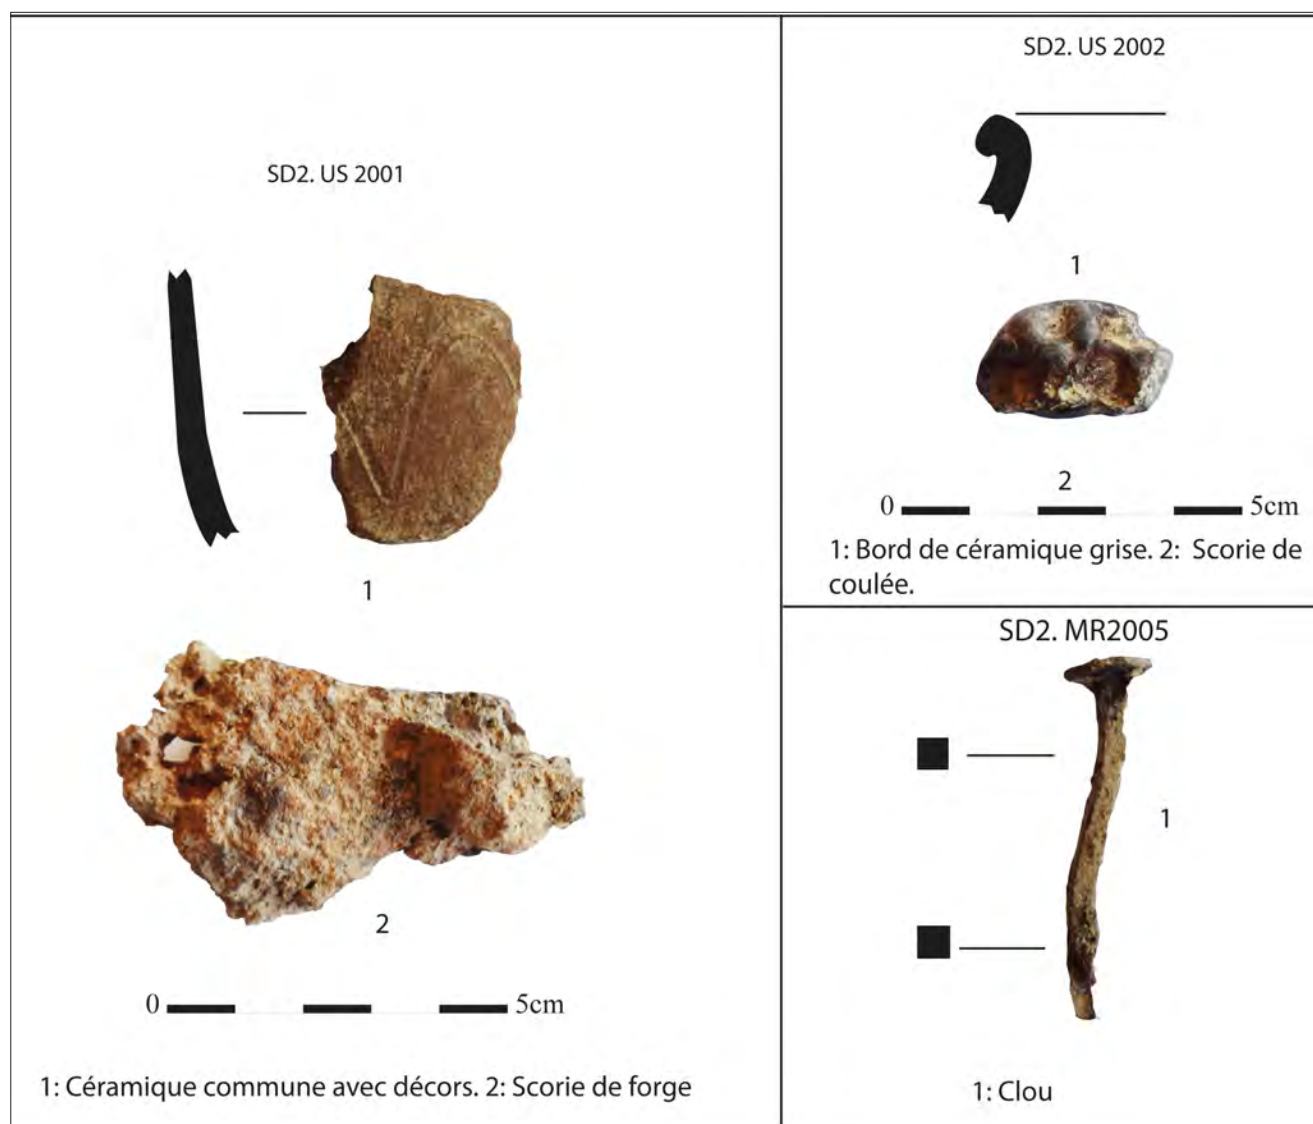 SD2. US 2001
1
2
0 5cm
1: Céramique commune avec décors. 2: Scorie de forge
SD2. US 2002
1
2
0 5cm
1: Bord de céramique grise. 2: Scorie de
coulée.
SD2. MR2005
1
1: Clou